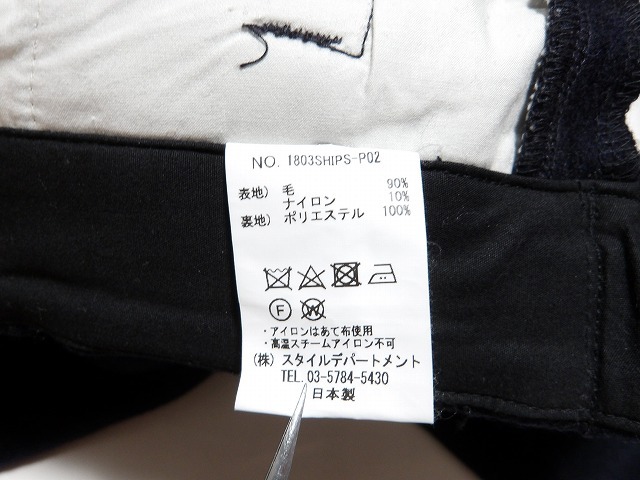 NO. 1803SHIPS-P02
表地) 毛 90%
ナイロン 10%
裏地) ポリエステル 100%
F W
・アイロンはあて布使用
・高温スチームアイロン不可
(株) スタイルデパートメント
TEL. 03-5784-5430
日本製